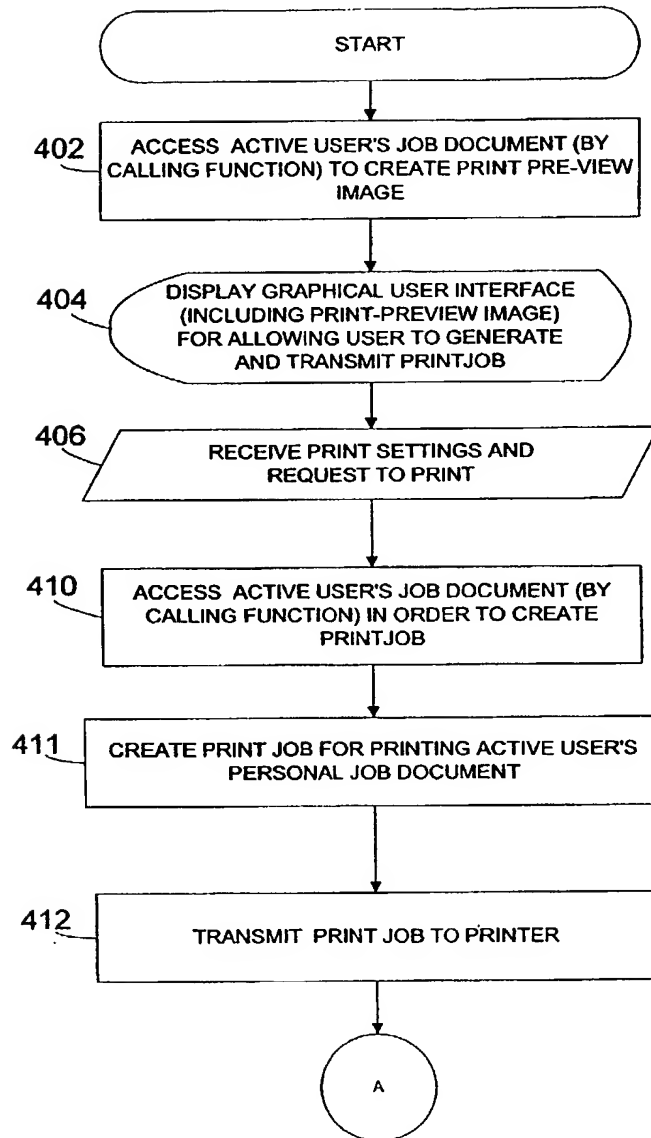 START
402
ACCESS ACTIVE USER'S JOB DOCUMENT (BY
CALLING FUNCTION) TO CREATE PRINT PRE-VIEW
IMAGE
404
DISPLAY GRAPHICAL USER INTERFACE
(INCLUDING PRINT-PREVIEW IMAGE)
FOR ALLOWING USER TO GENERATE
AND TRANSMIT PRINTJOB
406
RECEIVE PRINT SETTINGS AND
REQUEST TO PRINT
410
ACCESS ACTIVE USER'S JOB DOCUMENT (BY
CALLING FUNCTION) IN ORDER TO CREATE
PRINTJOB
411
CREATE PRINT JOB FOR PRINTING ACTIVE USER'S
PERSONAL JOB DOCUMENT
412
TRANSMIT PRINT JOB TO PRINTER
A